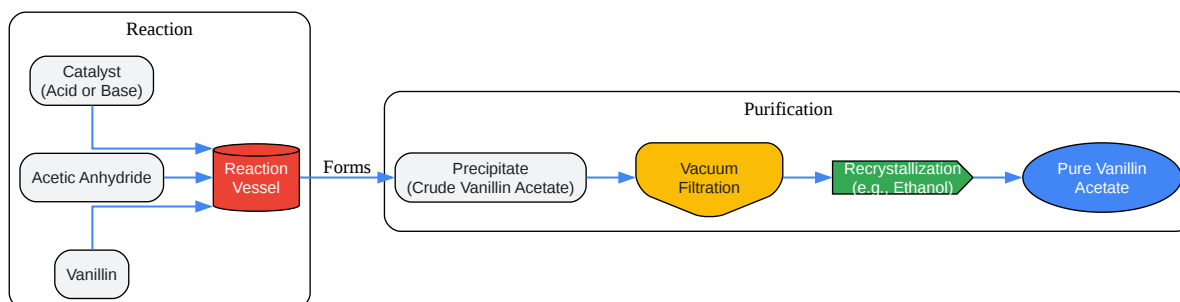 Reaction
Catalyst
(Acid or Base)
Acetic Anhydride
Vanillin
Reaction
Vessel
Forms
Purification
Precipitate
(Crude Vanillin Acetate)
Vacuum
Filtration
Recrystallization
(e.g., Ethanol)
Pure Vanillin
Acetate